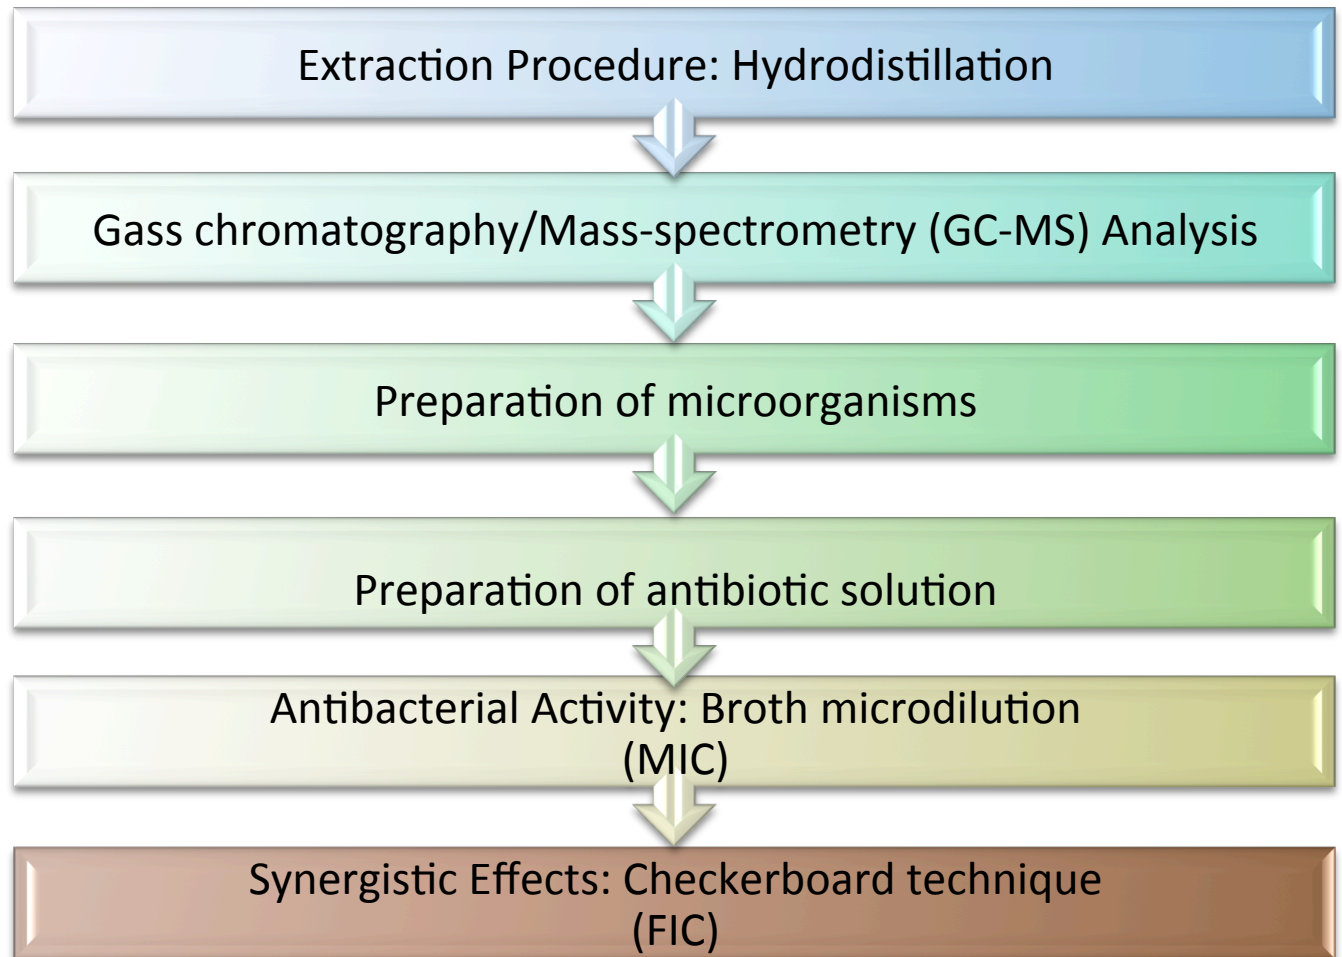 Extraction Procedure: Hydrodistillation
Gass chromatography/Mass-spectrometry (GC-MS) Analysis
Preparation of microorganisms
Preparation of antibiotic solution
Antibacterial Activity: Broth microdilution
(MIC)
Synergistic Effects: Checkerboard technique
(FIC)